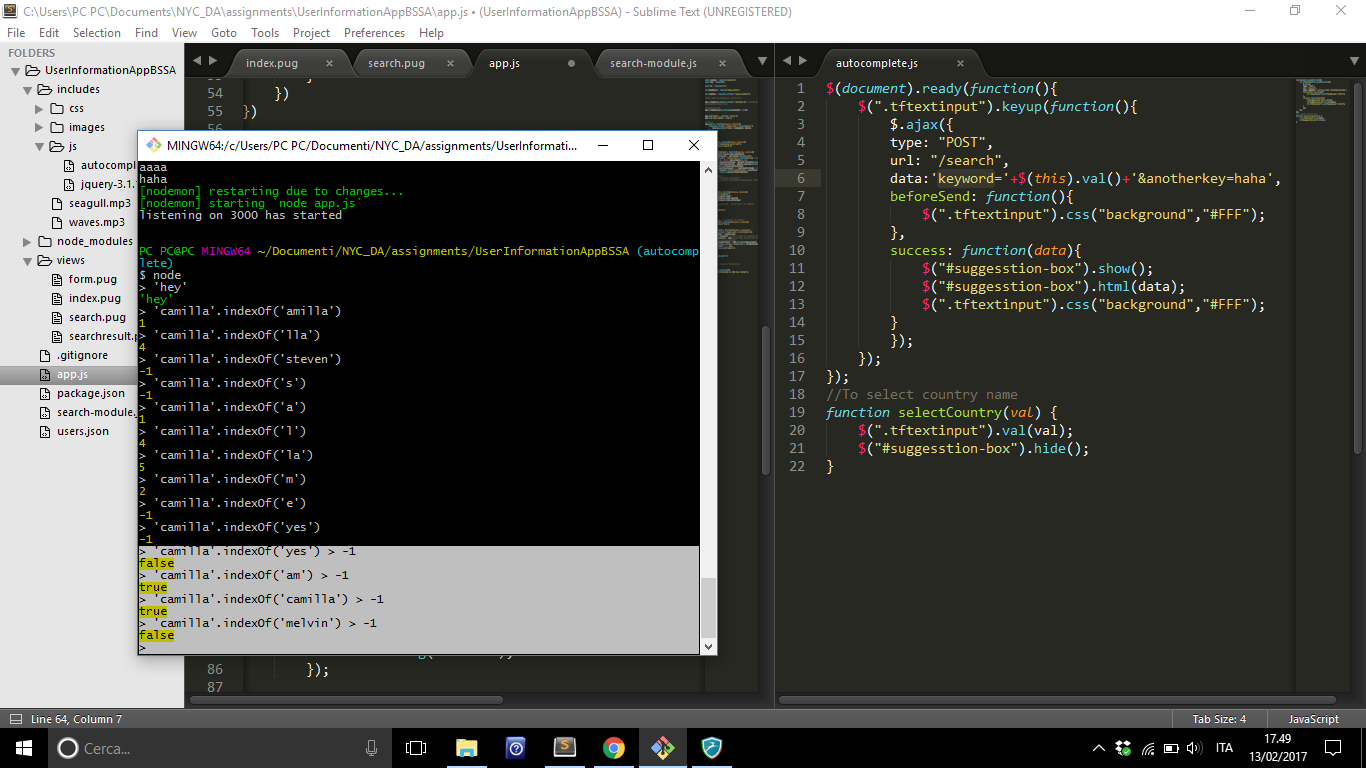 C:\Users\PC PC\Documents\NYC_DA\assignments\UserInformationAppBSSA\app.js • (UserInformationAppBSSA) - Sublime Text (UNREGISTERED)
File Edit Selection Find View Goto Tools Project Preferences Help
FOLDERS
UserInformationAppBSSA
includes
css
images
js
autocompl
jquery-3.1.
seagull.mp3
waves.mp3
node_modules
views
form.pug
index.pug
search.pug
searchresult.p
.gitignore
app.js
package.json
search-module.
users.json
index.pug
search.pug
app.js
search-module.js
54 })
55 })
56
MINGW64:/c/Users/PC PC/Documenti/NYC_DA/assignments/UserInformati...
aaaa
haha
[nodemon] restarting due to changes...
[nodemon] starting `node app.js`
listening on 3000 has started
PC PC@PC MINGW64 ~/Documenti/NYC_DA/assignments/UserInformationAppBSSA (autocomp
lete)
$ node
> 'hey'
'hey'
> 'camilla'.indexOf('amilla')
1
> 'camilla'.indexOf('lla')
4
> 'camilla'.indexOf('steven')
-1
> 'camilla'.indexOf('s')
-1
> 'camilla'.indexOf('a')
1
> 'camilla'.indexOf('l')
4
> 'camilla'.indexOf('la')
5
> 'camilla'.indexOf('m')
2
> 'camilla'.indexOf('e')
-1
> 'camilla'.indexOf('yes')
-1
> 'camilla'.indexOf('yes') > -1
false
> 'camilla'.indexOf('am') > -1
true
> 'camilla'.indexOf('camilla') > -1
true
> 'camilla'.indexOf('melvin') > -1
false
>
86 });
87
autocomplete.js
1 $(document).ready(function(){
2 $(".tftextinput").keyup(function(){
3 $.ajax({
4 type: "POST",
5 url: "/search",
6 data:'keyword='+$(this).val()+'&anotherkey=haha',
7 beforeSend: function(){
8 $(".tftextinput").css("background","#FFF");
9 },
10 success: function(data){
11 $("#suggesstion-box").show();
12 $("#suggesstion-box").html(data);
13 $(".tftextinput").css("background","#FFF");
14 }
15 });
16 });
17 });
18 //To select country name
19 function selectCountry(val) {
20 $(".tftextinput").val(val);
21 $("#suggesstion-box").hide();
22 }
Line 64, Column 7
Tab Size: 4
JavaScript
Cerca...
ITA
17.49
13/02/2017